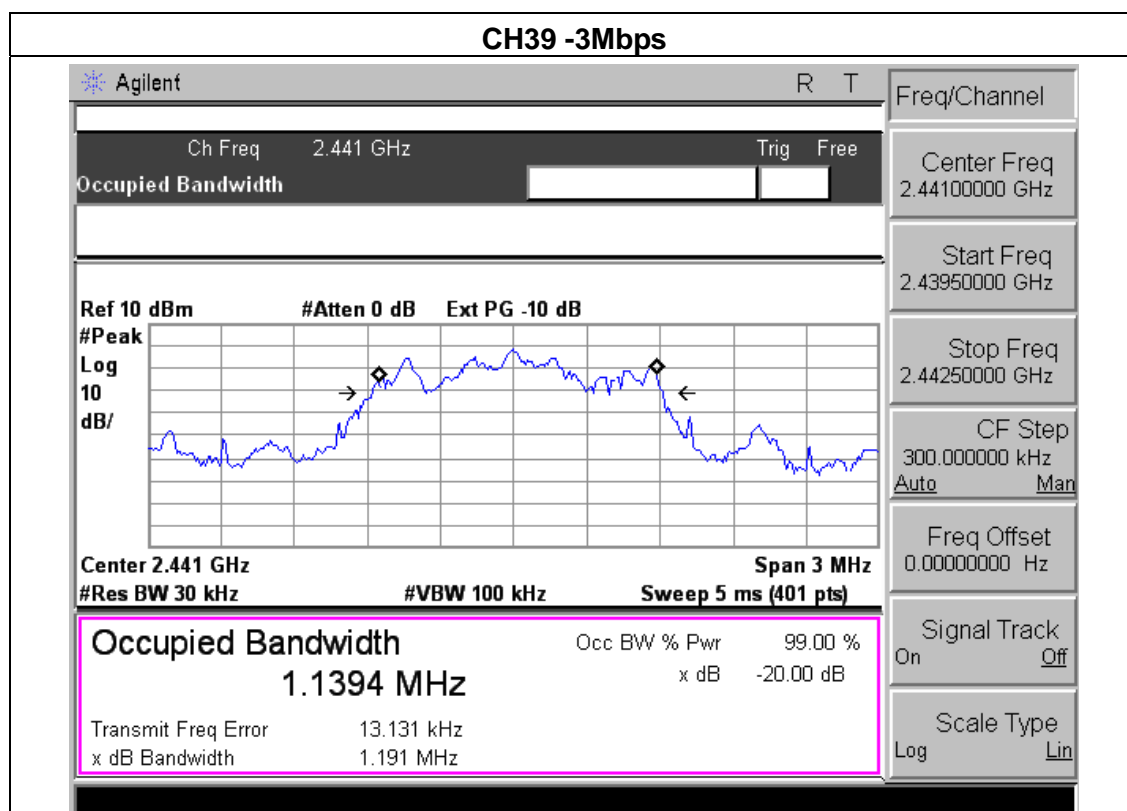 CH39 -3Mbps
Agilent R T
Ch Freq 2.441 GHz Trig Free
Occupied Bandwidth
Ref 10 dBm #Atten 0 dB Ext PG -10 dB
#Peak
Log
10
dB/
Center 2.441 GHz Span 3 MHz
#Res BW 30 kHz #VBW 100 kHz Sweep 5 ms (401 pts)
Occupied Bandwidth
1.1394 MHz
Occ BW % Pwr 99.00 %
x dB -20.00 dB
Transmit Freq Error 13.131 kHz
x dB Bandwidth 1.191 MHz
Freq/Channel
Center Freq
2.44100000 GHz
Start Freq
2.43950000 GHz
Stop Freq
2.44250000 GHz
CF Step
300.000000 kHz
Auto Man
Freq Offset
0.00000000 Hz
Signal Track
On Off
Scale Type
Log Lin